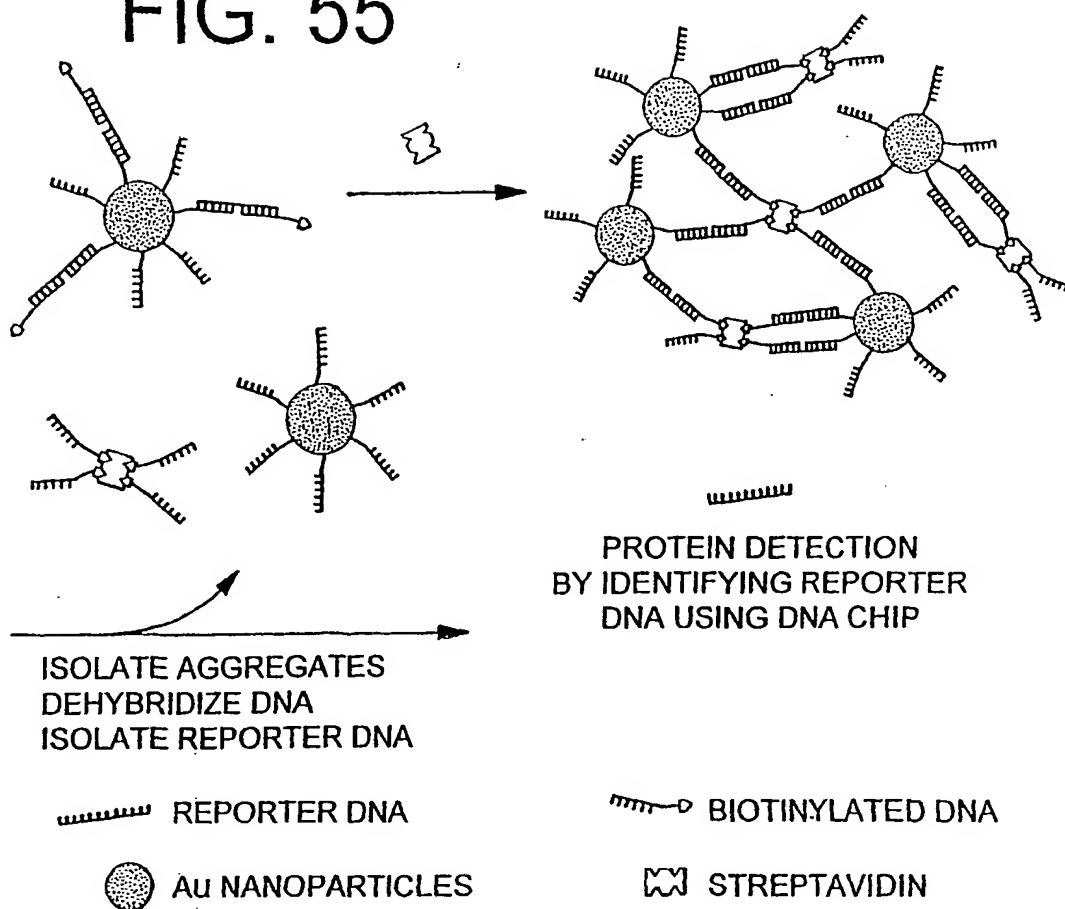 FIG. 55
PROTEIN DETECTION
BY IDENTIFYING REPORTER
DNA USING DNA CHIP
ISOLATE AGGREGATES
DEHYBRIDIZE DNA
ISOLATE REPORTER DNA
REPORTER DNA
BIOTINYLATED DNA
Au NANOPARTICLES
STREPTAVIDIN